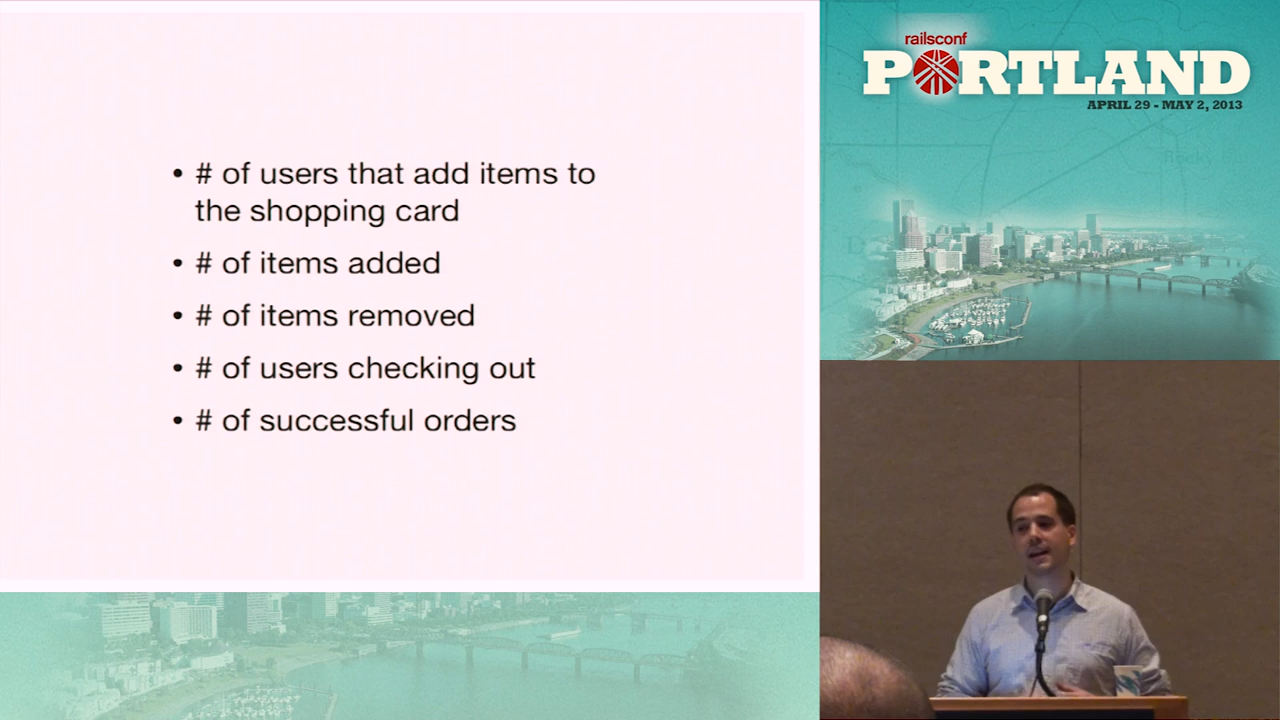 • # of users that add items to
the shopping card
• # of items added
• # of items removed
• # of users checking out
• # of successful orders
railsconf
PORTLAND
APRIL 29 - MAY 2, 2013